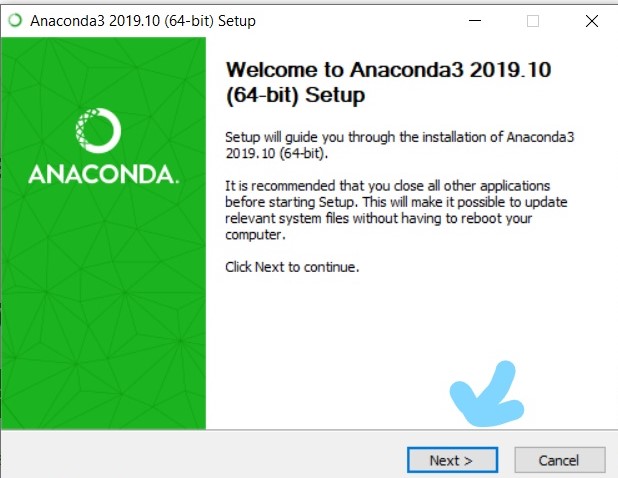 Anaconda3 2019.10 (64-bit) Setup
Welcome to Anaconda3 2019.10
(64-bit) Setup
ANACONDA.
Setup will guide you through the installation of Anaconda3
2019.10 (64-bit).
It is recommended that you close all other applications
before starting Setup. This will make it possible to update
relevant system files without having to reboot your
computer.
Click Next to continue.
Next >
Cancel